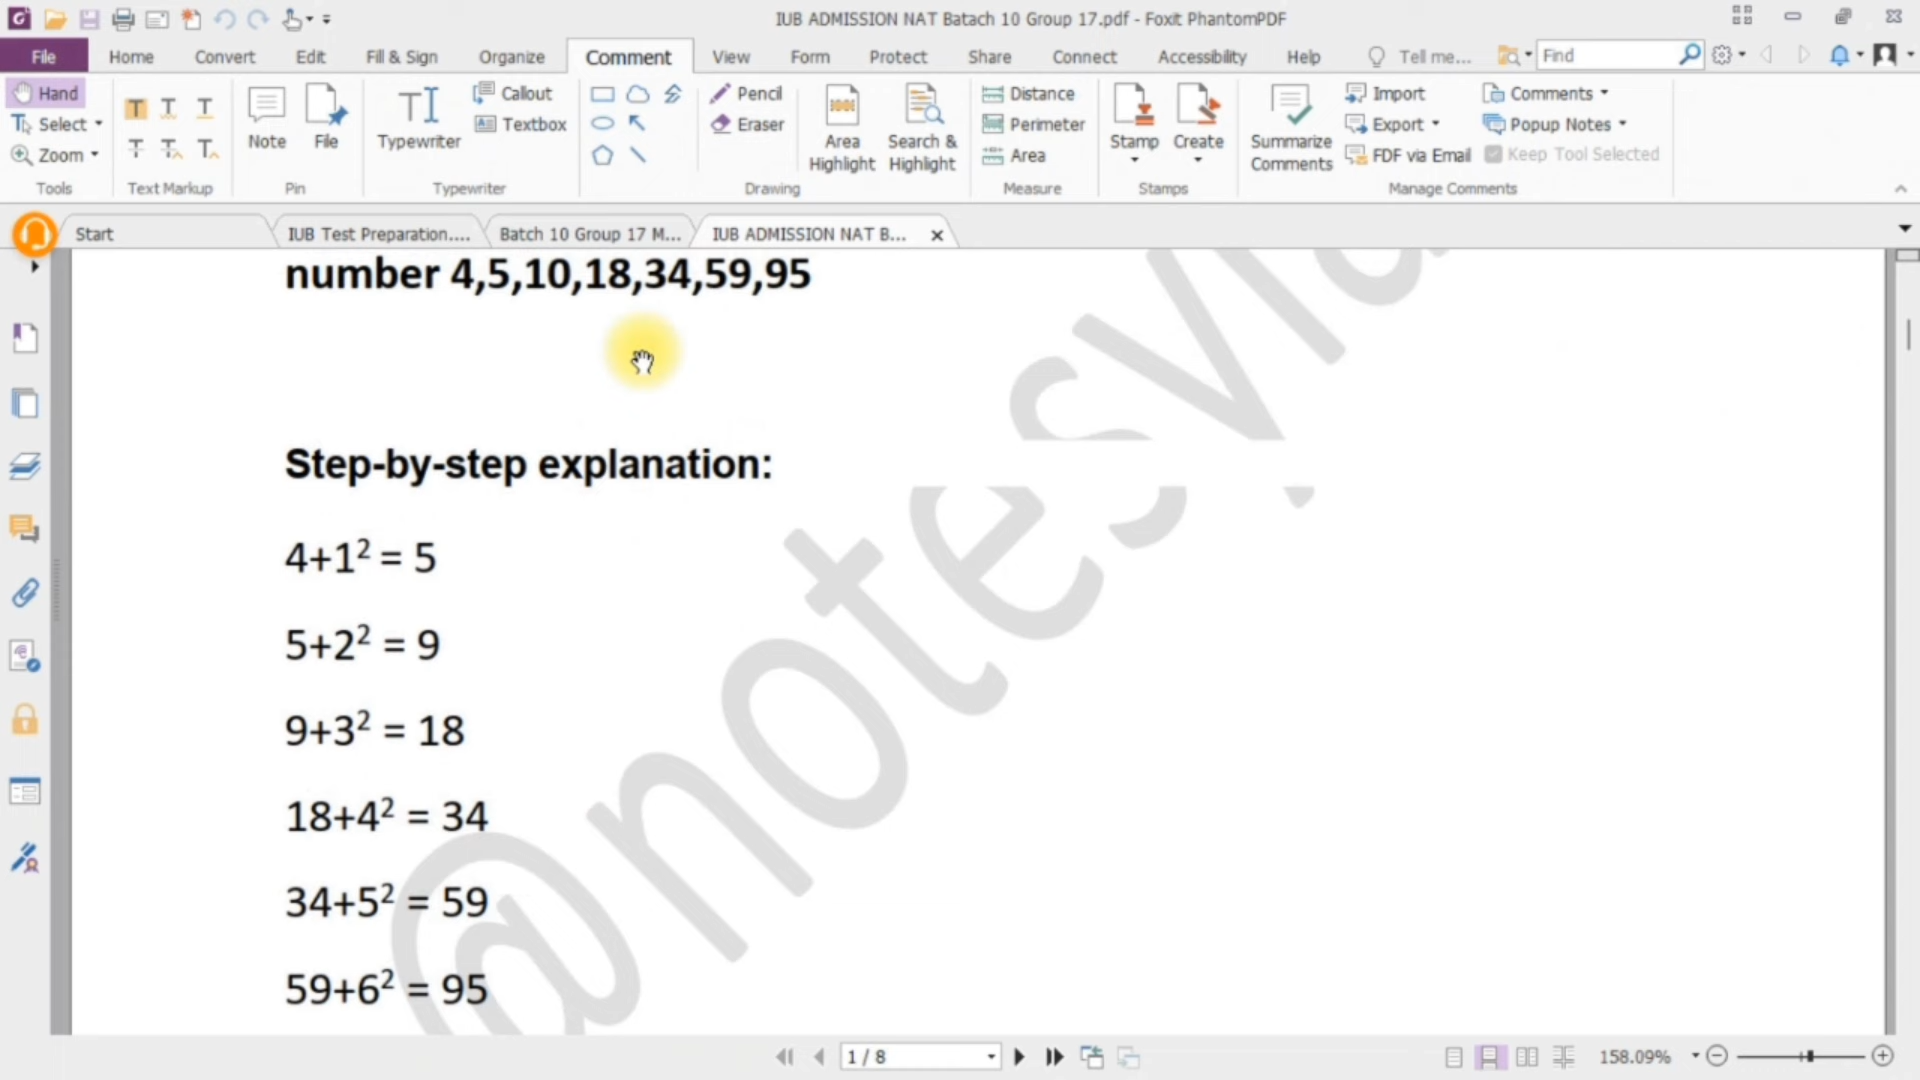 IUB ADMISSION NAT Batach 10 Group 17.pdf - Foxit PhantomPDF
File Home Convert Edit Fill & Sign Organize Comment View Form Protect Share Connect Accessibility Help Tell me... Find
Hand
Select
Zoom
Tools
Text Markup
Note
File
Pin
Typewriter
Callout
Textbox
Typewriter
Pencil
Eraser
Area Highlight
Search & Highlight
Drawing
Distance
Perimeter
Area
Measure
Stamp
Create
Stamps
Summarize Comments
Import
Export
FDF via Email
Comments
Popup Notes
Keep Tool Selected
Manage Comments
Start
IUB Test Preparation....
Batch 10 Group 17 M...
IUB ADMISSION NAT B...
number 4,5,10,18,34,59,95
Step-by-step explanation:
4+1² = 5
5+2² = 9
9+3² = 18
18+4² = 34
34+5² = 59
59+6² = 95
1 / 8
158.09%